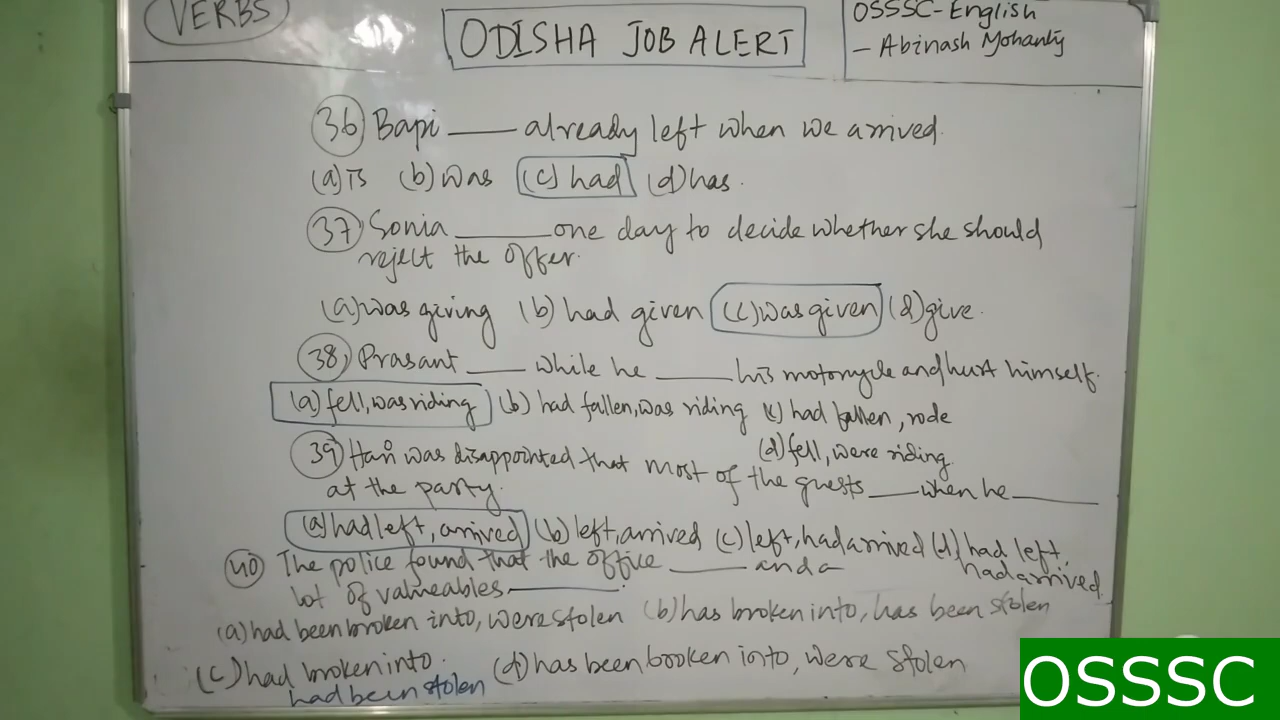 VERBS
ODISHA JOB ALERT
OSSSC-English
- Abinash Mohanty
36) Bapi ____ already left when we arrived.
(a) is (b) was (c) had (d) has.
37) Sonia ____ one day to decide whether she should
reject the offer.
(a) was giving (b) had given (c) was given (d) give.
38) Prasant ____ while he ____ his motorcycle and hurt himself.
(a) fell, was riding (b) had fallen, was riding (c) had fallen, rode
(d) fell, were riding.
39) Hari was disappointed that most of the guests ____ when he ____
at the party.
(a) had left, arrived (b) left, arrived (c) left, had arrived (d) had left,
had arrived.
40) The police found that the office ____ and a
lot of valueables ____.
(a) had been broken into, were stolen (b) has broken into, has been stolen
(c) had broken into. (d) has been broken into, were stolen
had been stolen
OSSSC